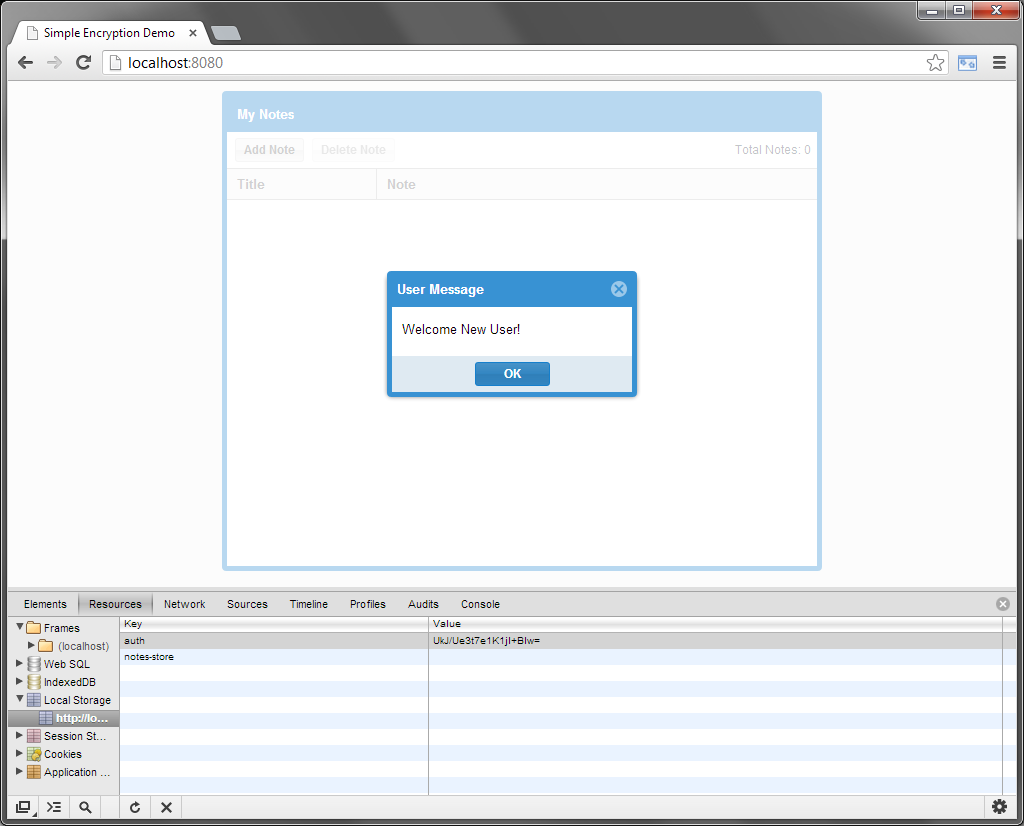 Simple Encryption Demo
localhost:8080
My Notes
Add Note Delete Note Total Notes: 0
Title Note
User Message
Welcome New User!
OK
Elements Resources Network Sources Timeline Profiles Audits Console
Key Value
Frames
(localhost)
Web SQL
IndexedDB
Local Storage
http://lo...
Session St...
Cookies
Application ...
auth UkJ/Ue3t7e1K1jI+BIw=
notes-store